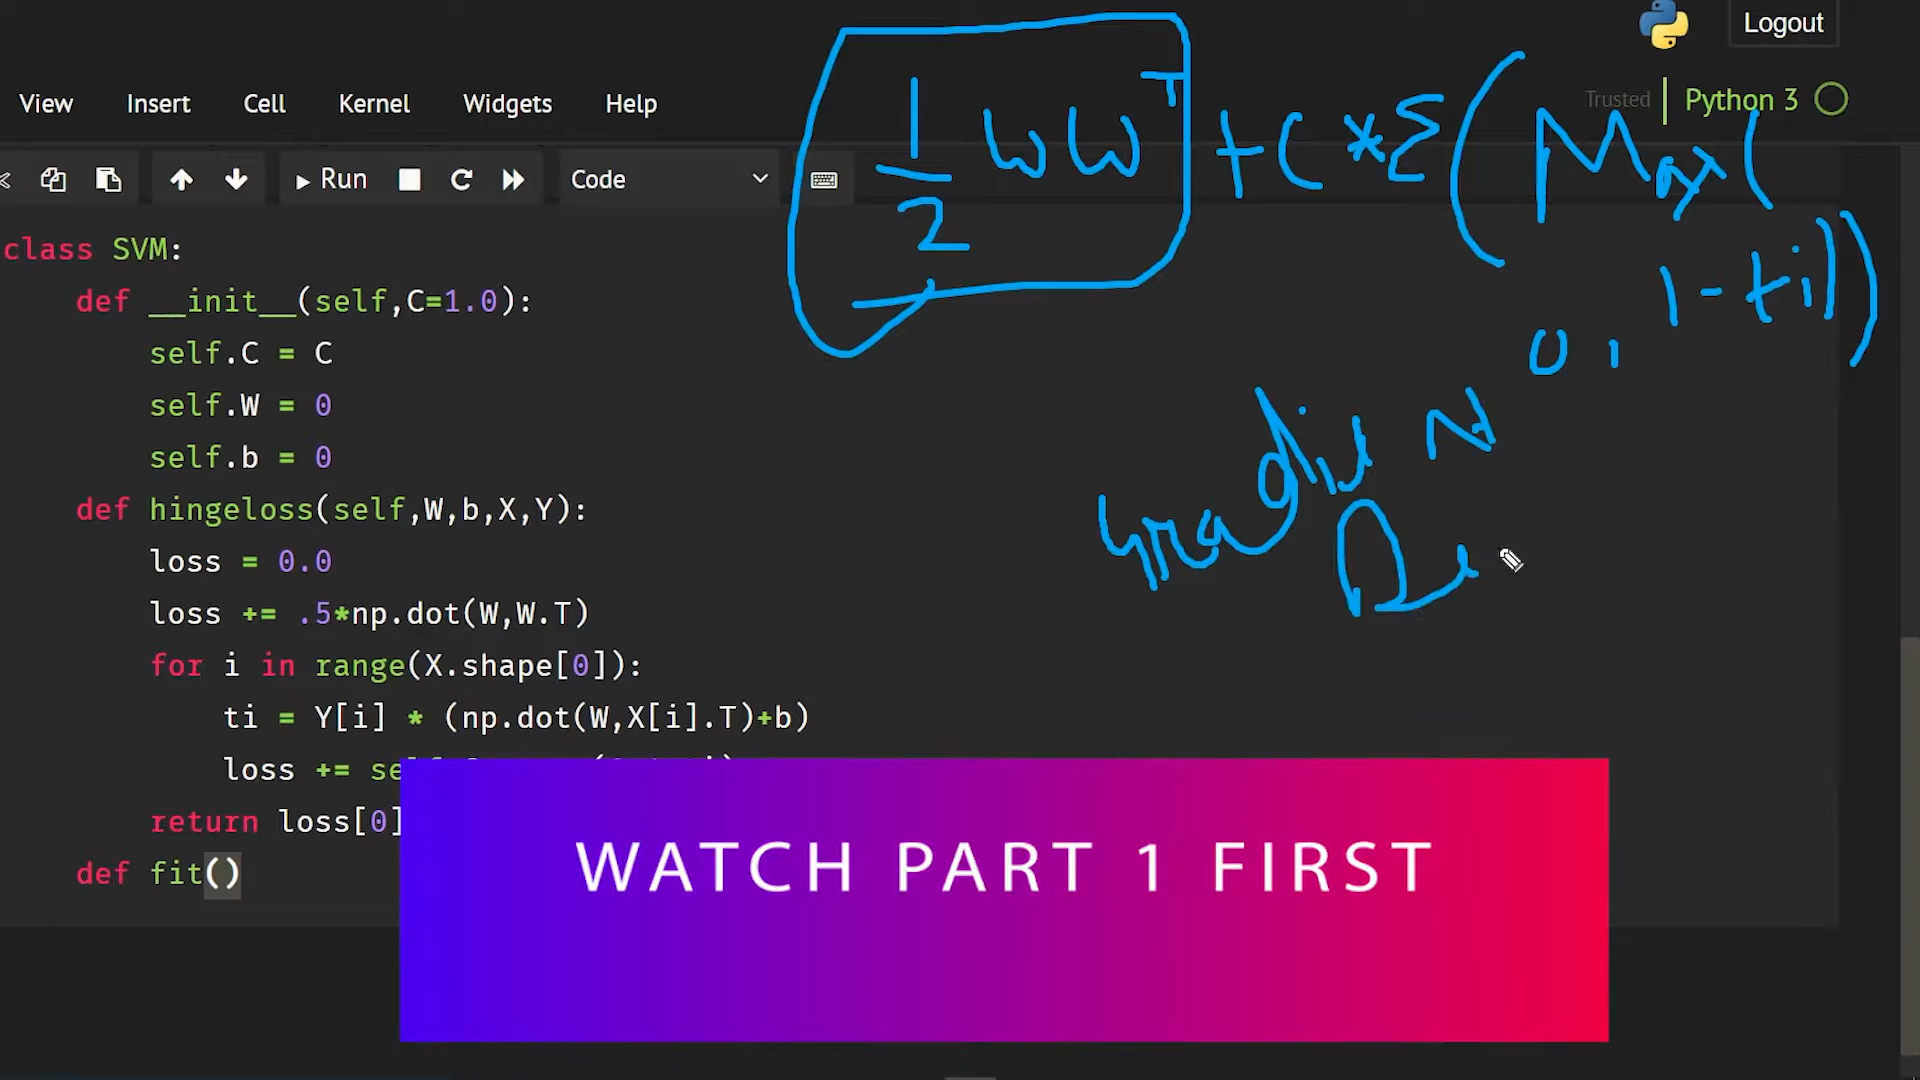 Logout
View Insert Cell Kernel Widgets Help
Trusted Python 3
Run Code
1/2 WW^T + C * Σ (Max(
0, 1 - ti))
class SVM:
def __init__(self,C=1.0):
self.C = C
self.W = 0
self.b = 0
def hingeloss(self,W,b,X,Y):
loss = 0.0
loss += .5*np.dot(W,W.T)
for i in range(X.shape[0]):
ti = Y[i] * (np.dot(W,X[i].T)+b)
loss +=
return loss[0]
def fit()
WATCH PART 1 FIRST